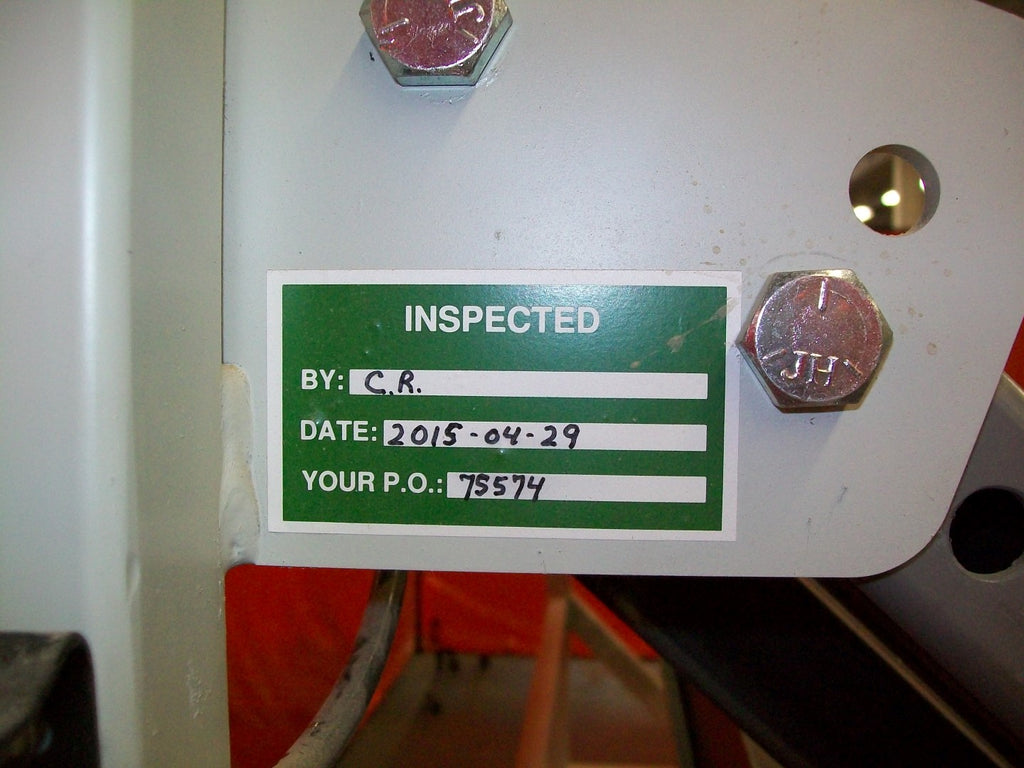 INSPECTED
BY: C.R.
DATE: 2015-04-29
YOUR P.O.: 75574
JH